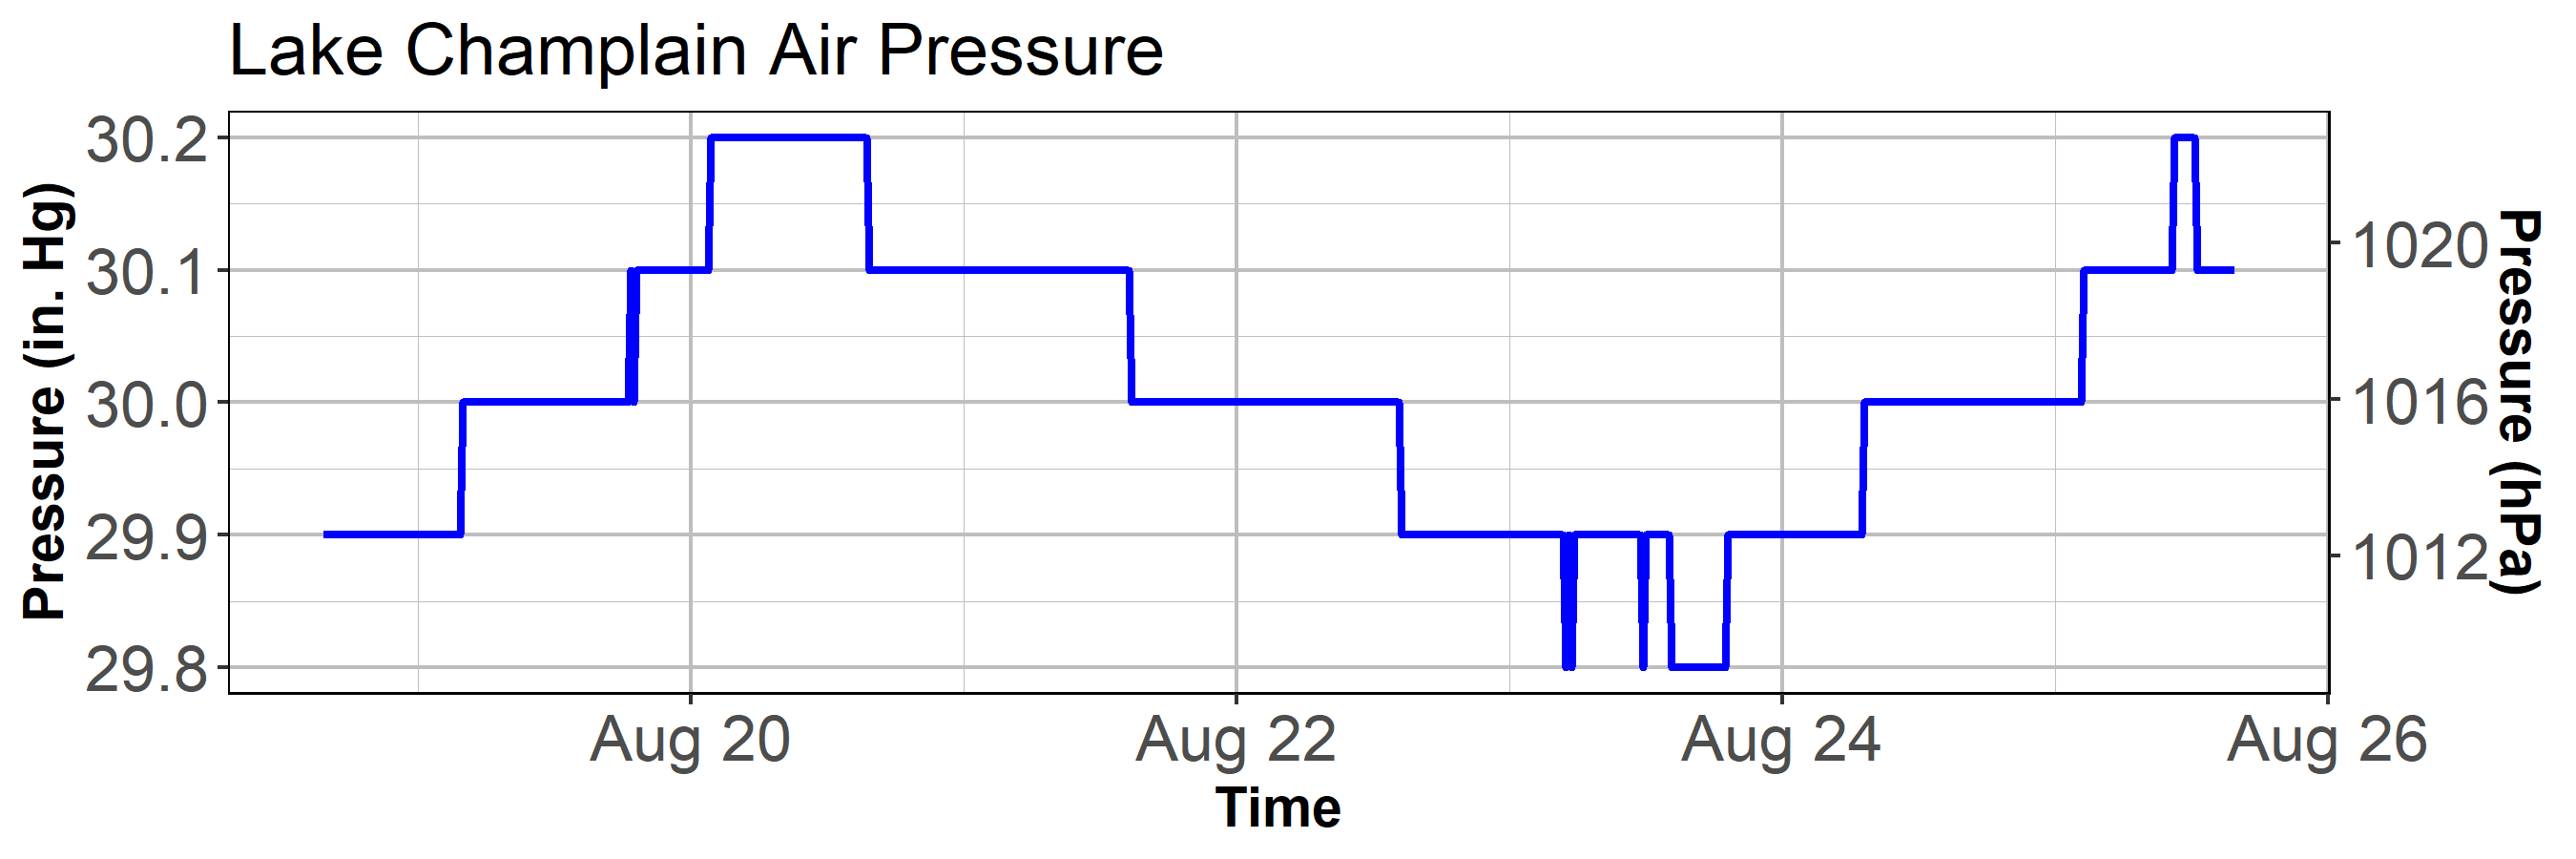 Lake Champlain Air Pressure
Pressure (in. Hg)
30.2
30.1
30.0
29.9
29.8
1020
1016
1012
Pressure (hPa)
Aug 20 Aug 22 Aug 24 Aug 26
Time